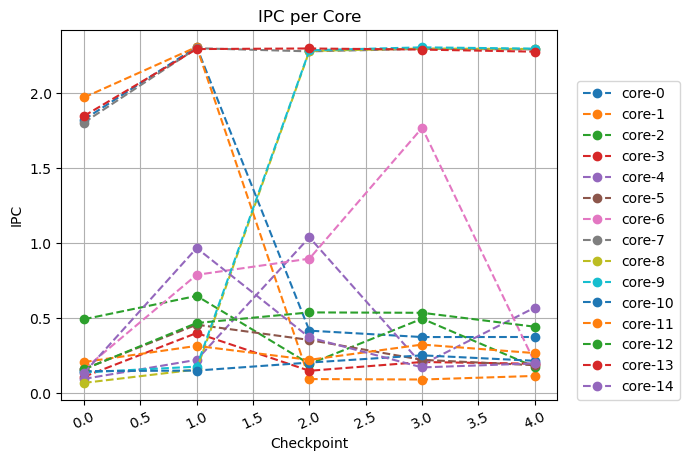 IPC per Core
IPC
2.0
1.5
1.0
0.5
0.0
0.0
0.5
1.0
1.5
2.0
2.5
3.0
3.5
4.0
Checkpoint
core-0
core-1
core-2
core-3
core-4
core-5
core-6
core-7
core-8
core-9
core-10
core-11
core-12
core-13
core-14